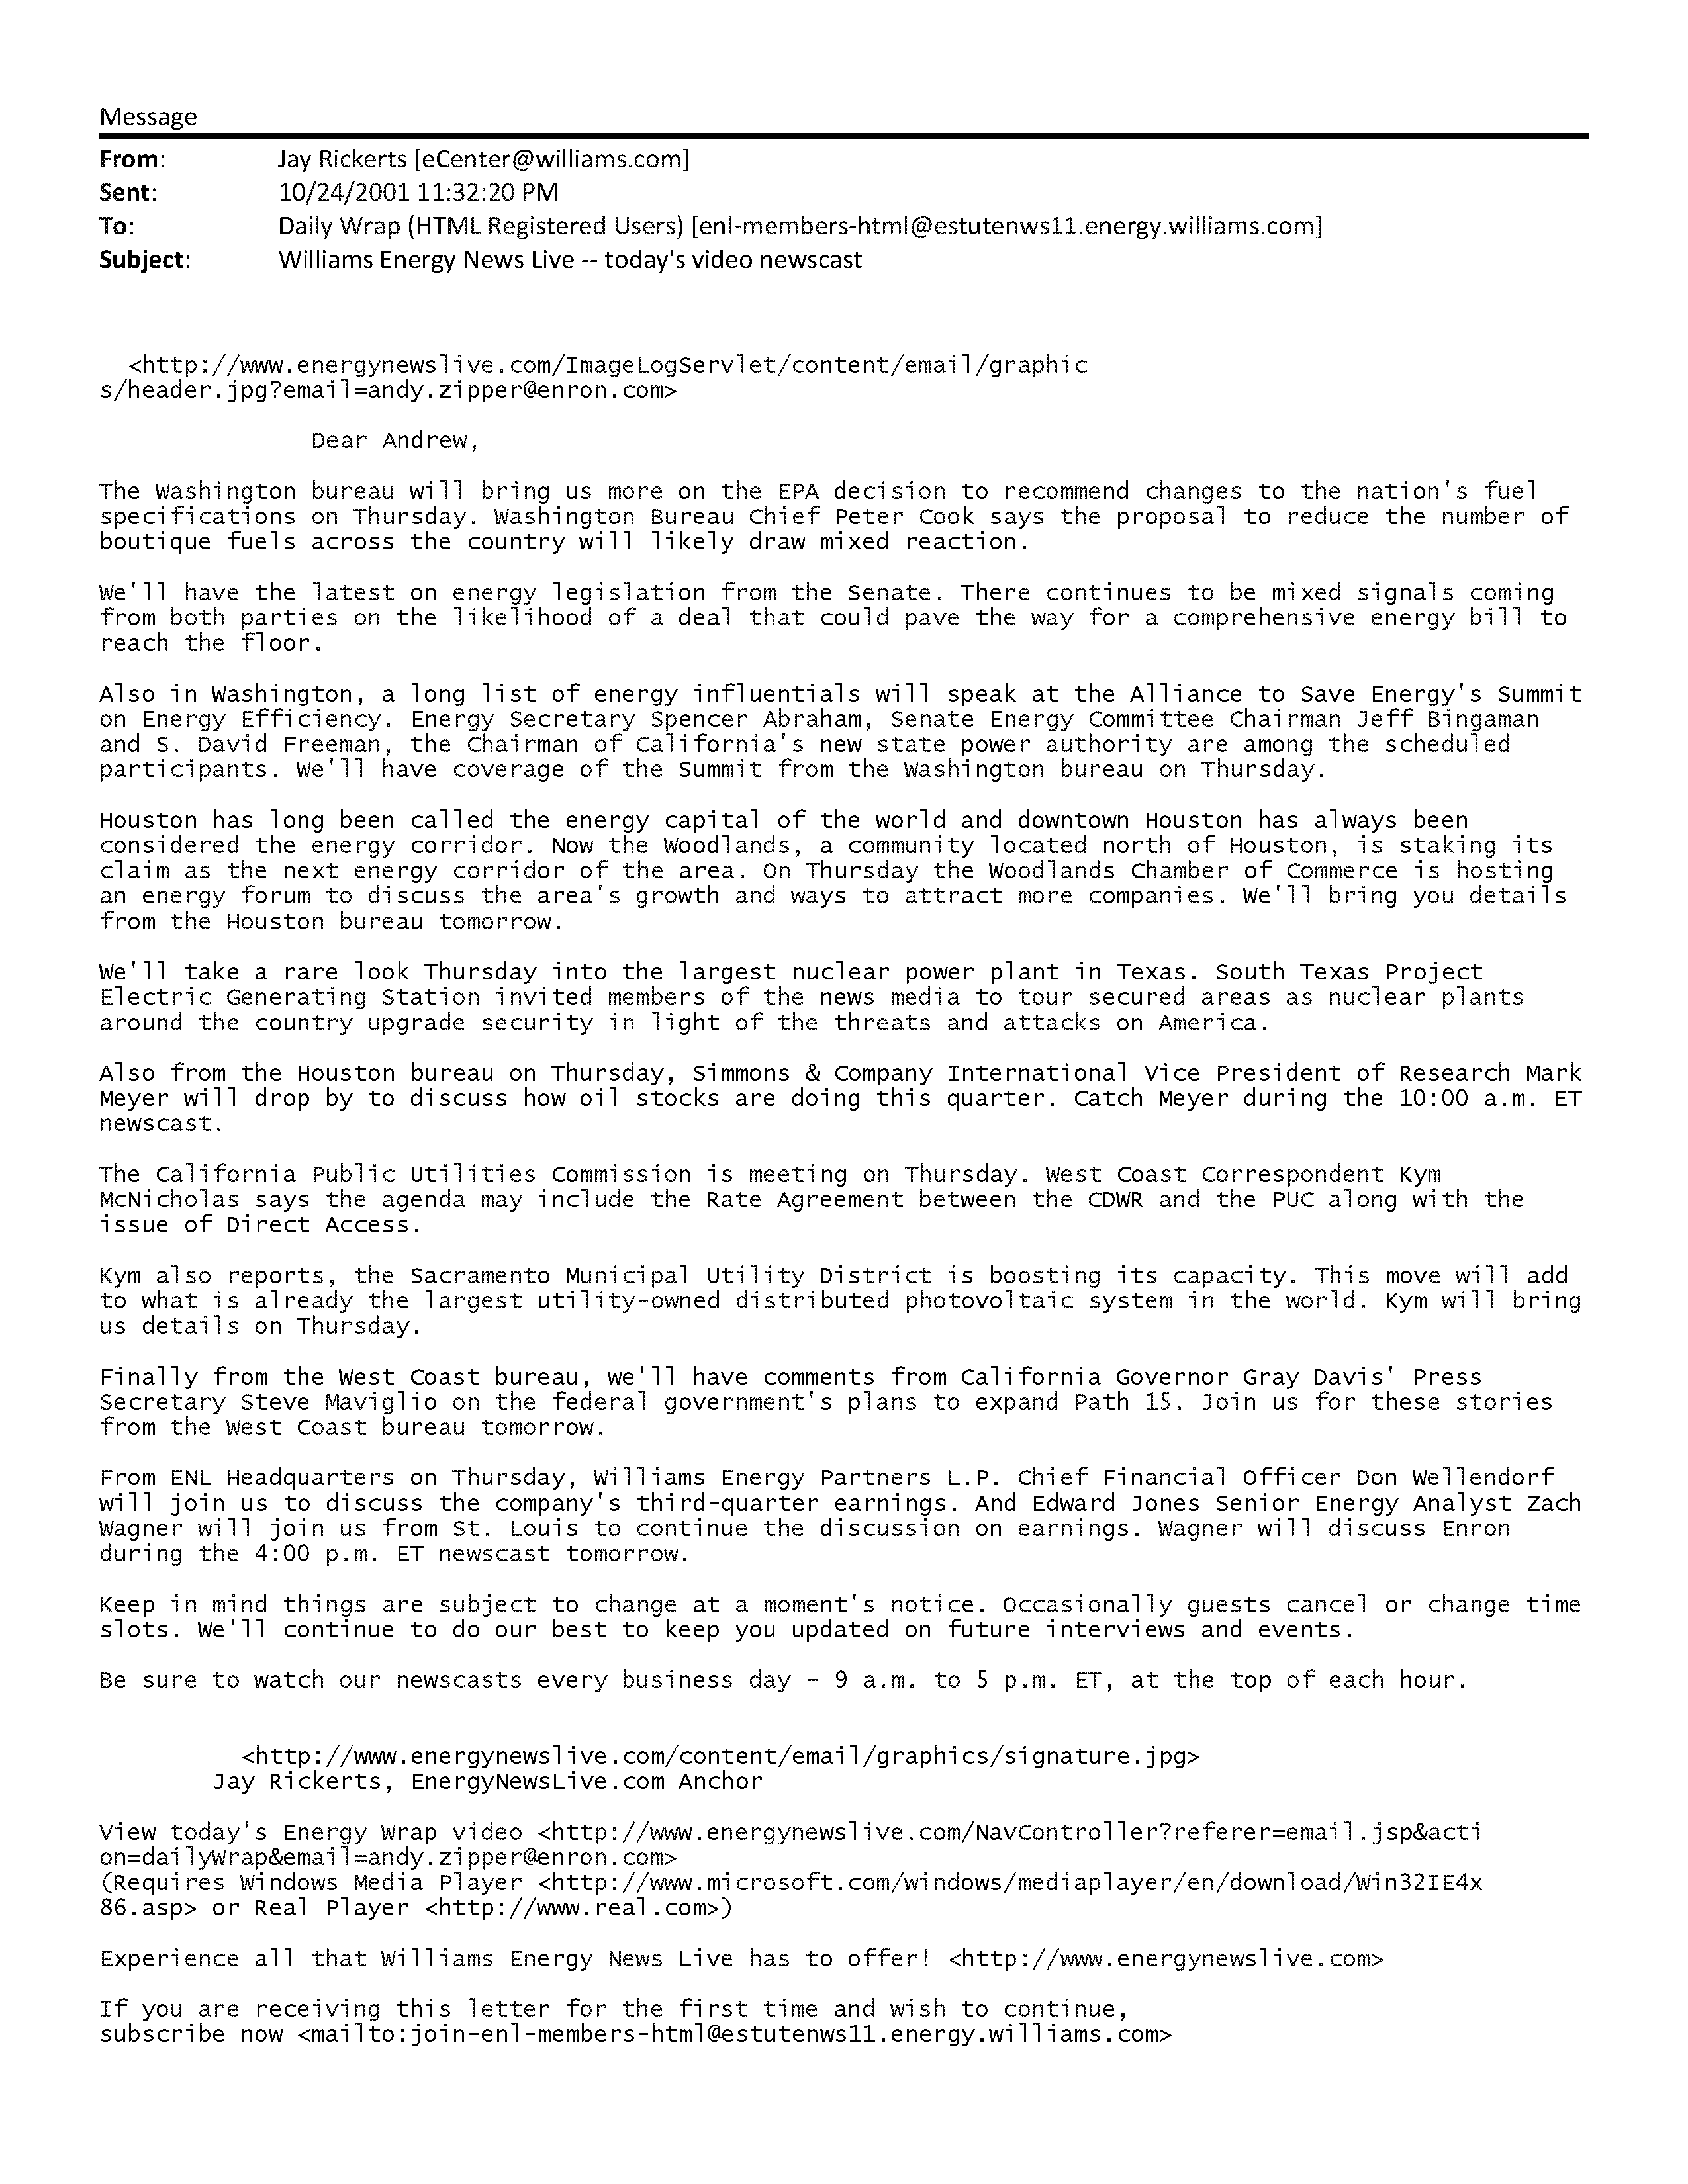 Message
From: Jay Rickerts [eCenter@williams.com]
Sent: 10/24/2001 11:32:20 PM
To: Daily Wrap (HTML Registered Users) [enl-members-html@estutenws11.energy.williams.com]
Subject: Williams Energy News Live -- today's video newscast
<http://www.energynewslive.com/ImageLogServlet/content/email/graphic
s/header.jpg?email=andy.zipper@enron.com>
Dear Andrew,
The Washington bureau will bring us more on the EPA decision to recommend changes to the nation's fuel
specifications on Thursday. Washington Bureau Chief Peter Cook says the proposal to reduce the number of
boutique fuels across the country will likely draw mixed reaction.
We'll have the latest on energy legislation from the Senate. There continues to be mixed signals coming
from both parties on the likelihood of a deal that could pave the way for a comprehensive energy bill to
reach the floor.
Also in Washington, a long list of energy influentials will speak at the Alliance to Save Energy's Summit
on Energy Efficiency. Energy Secretary Spencer Abraham, Senate Energy Committee Chairman Jeff Bingaman
and S. David Freeman, the Chairman of California's new state power authority are among the scheduled
participants. We'll have coverage of the Summit from the Washington bureau on Thursday.
Houston has long been called the energy capital of the world and downtown Houston has always been
considered the energy corridor. Now the Woodlands, a community located north of Houston, is staking its
claim as the next energy corridor of the area. On Thursday the Woodlands Chamber of Commerce is hosting
an energy forum to discuss the area's growth and ways to attract more companies. We'll bring you details
from the Houston bureau tomorrow.
We'll take a rare look Thursday into the largest nuclear power plant in Texas. South Texas Project
Electric Generating Station invited members of the news media to tour secured areas as nuclear plants
around the country upgrade security in light of the threats and attacks on America.
Also from the Houston bureau on Thursday, Simmons & Company International Vice President of Research Mark
Meyer will drop by to discuss how oil stocks are doing this quarter. Catch Meyer during the 10:00 a.m. ET
newscast.
The California Public Utilities Commission is meeting on Thursday. West Coast Correspondent Kym
McNicholas says the agenda may include the Rate Agreement between the CDWR and the PUC along with the
issue of Direct Access.
Kym also reports, the Sacramento Municipal Utility District is boosting its capacity. This move will add
to what is already the largest utility-owned distributed photovoltaic system in the world. Kym will bring
us details on Thursday.
Finally from the West Coast bureau, we'll have comments from California Governor Gray Davis' Press
Secretary Steve Maviglio on the federal government's plans to expand Path 15. Join us for these stories
from the West Coast bureau tomorrow.
From ENL Headquarters on Thursday, Williams Energy Partners L.P. Chief Financial Officer Don Wellendorf
will join us to discuss the company's third-quarter earnings. And Edward Jones Senior Energy Analyst Zach
Wagner will join us from St. Louis to continue the discussion on earnings. Wagner will discuss Enron
during the 4:00 p.m. ET newscast tomorrow.
Keep in mind things are subject to change at a moment's notice. Occasionally guests cancel or change time
slots. We'll continue to do our best to keep you updated on future interviews and events.
Be sure to watch our newscasts every business day - 9 a.m. to 5 p.m. ET, at the top of each hour.
<http://www.energynewslive.com/content/email/graphics/signature.jpg>
Jay Rickerts, EnergyNewsLive.com Anchor
View today's Energy Wrap video <http://www.energynewslive.com/NavController?referer=email.jsp&acti
on=dailyWrap&email=andy.zipper@enron.com>
(Requires Windows Media Player <http://www.microsoft.com/windows/mediaplayer/en/download/Win32IE4x
86.asp> or Real Player <http://www.real.com>)
Experience all that Williams Energy News Live has to offer! <http://www.energynewslive.com>
If you are receiving this letter for the first time and wish to continue,
subscribe now <mailto:join-enl-members-html@estutenws11.energy.williams.com>